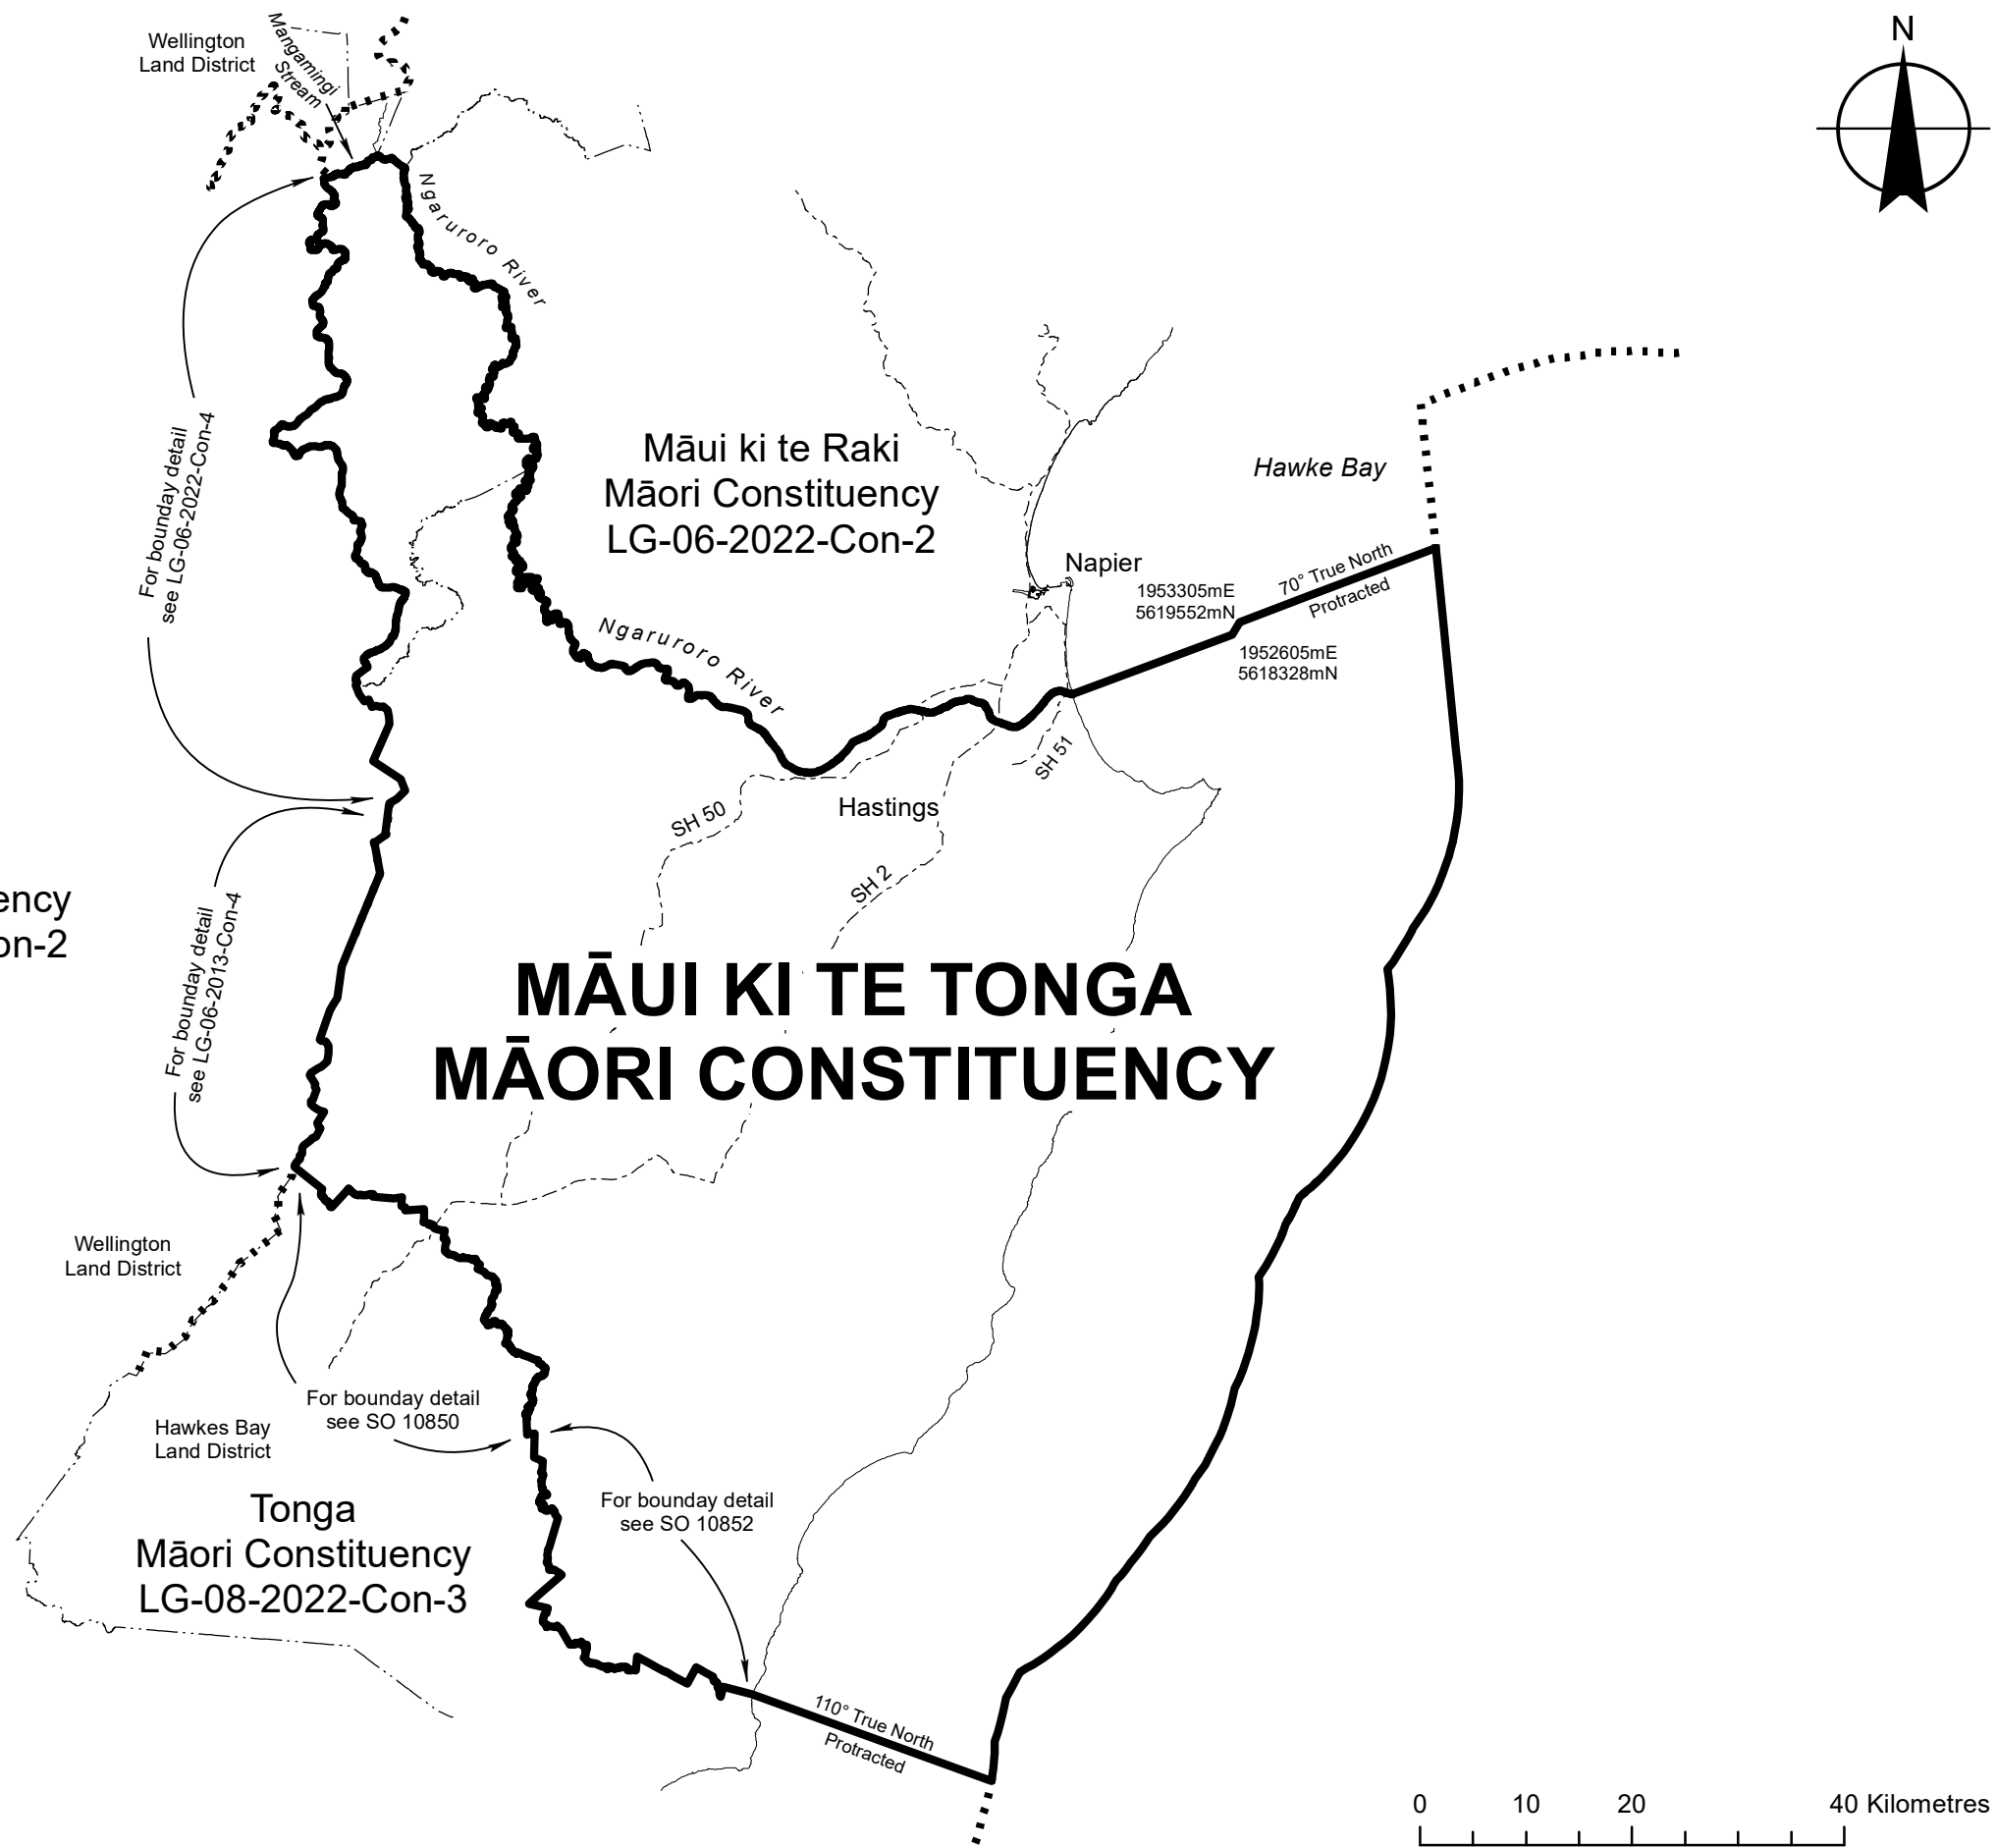 Wellington
Land District
Mangamingi
Stream
N
Ngaruroro River
For bounday detail
see LG-06-2022-Con-4
Māui ki te Raki
Māori Constituency
LG-06-2022-Con-2
Hawke Bay
Napier
1953305mE
5619552mN
70° True North
Protracted
1952605mE
5618328mN
Ngaruroro River
SH 51
SH 50
Hastings
SH 2
ency
on-2
For bounday detail
see LG-06-2013-Con-4
MĀUI KI TE TONGA
MĀORI CONSTITUENCY
Wellington
Land District
For bounday detail
see SO 10850
Hawkes Bay
Land District
For bounday detail
see SO 10852
Tonga
Māori Constituency
LG-08-2022-Con-3
110° True North
Protracted
0 10 20 40 Kilometres